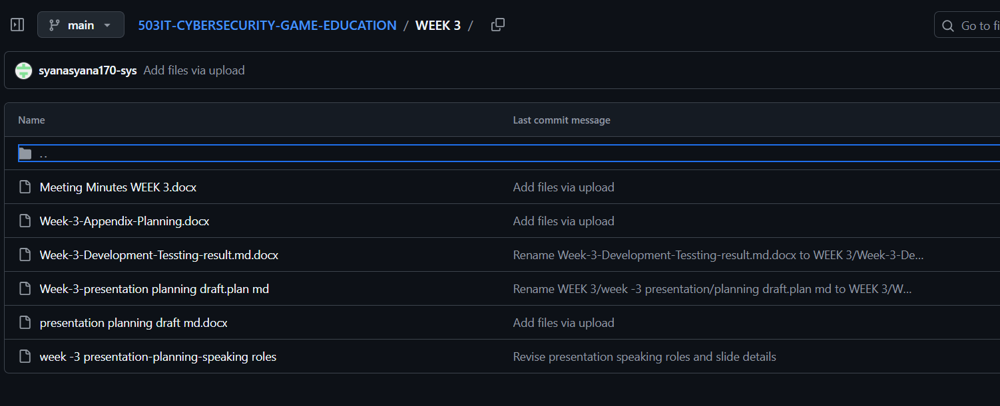 main 503IT-CYBERSECURITY-GAME-EDUCATION / WEEK 3 / Go to fi
syanasyana170-sys Add files via upload
Name Last commit message
..
Meeting Minutes WEEK 3.docx Add files via upload
Week-3-Appendix-Planning.docx Add files via upload
Week-3-Development-Tessting-result.md.docx Rename Week-3-Development-Tessting-result.md.docx to WEEK 3/Week-3-De...
Week-3-presentation planning draft.plan md Rename WEEK 3/week -3 presentation/planning draft.plan md to WEEK 3/W...
presentation planning draft md.docx Add files via upload
week -3 presentation-planning-speaking roles Revise presentation speaking roles and slide details